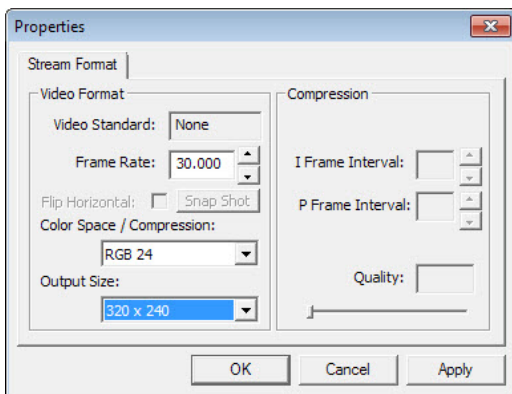 Properties
Stream Format
Video Format
Video Standard: None
Frame Rate: 30.000
Flip Horizontal: Snap Shot
Color Space / Compression:
RGB 24
Output Size:
320 x 240
Compression
I Frame Interval:
P Frame Interval:
Quality:
OK Cancel Apply